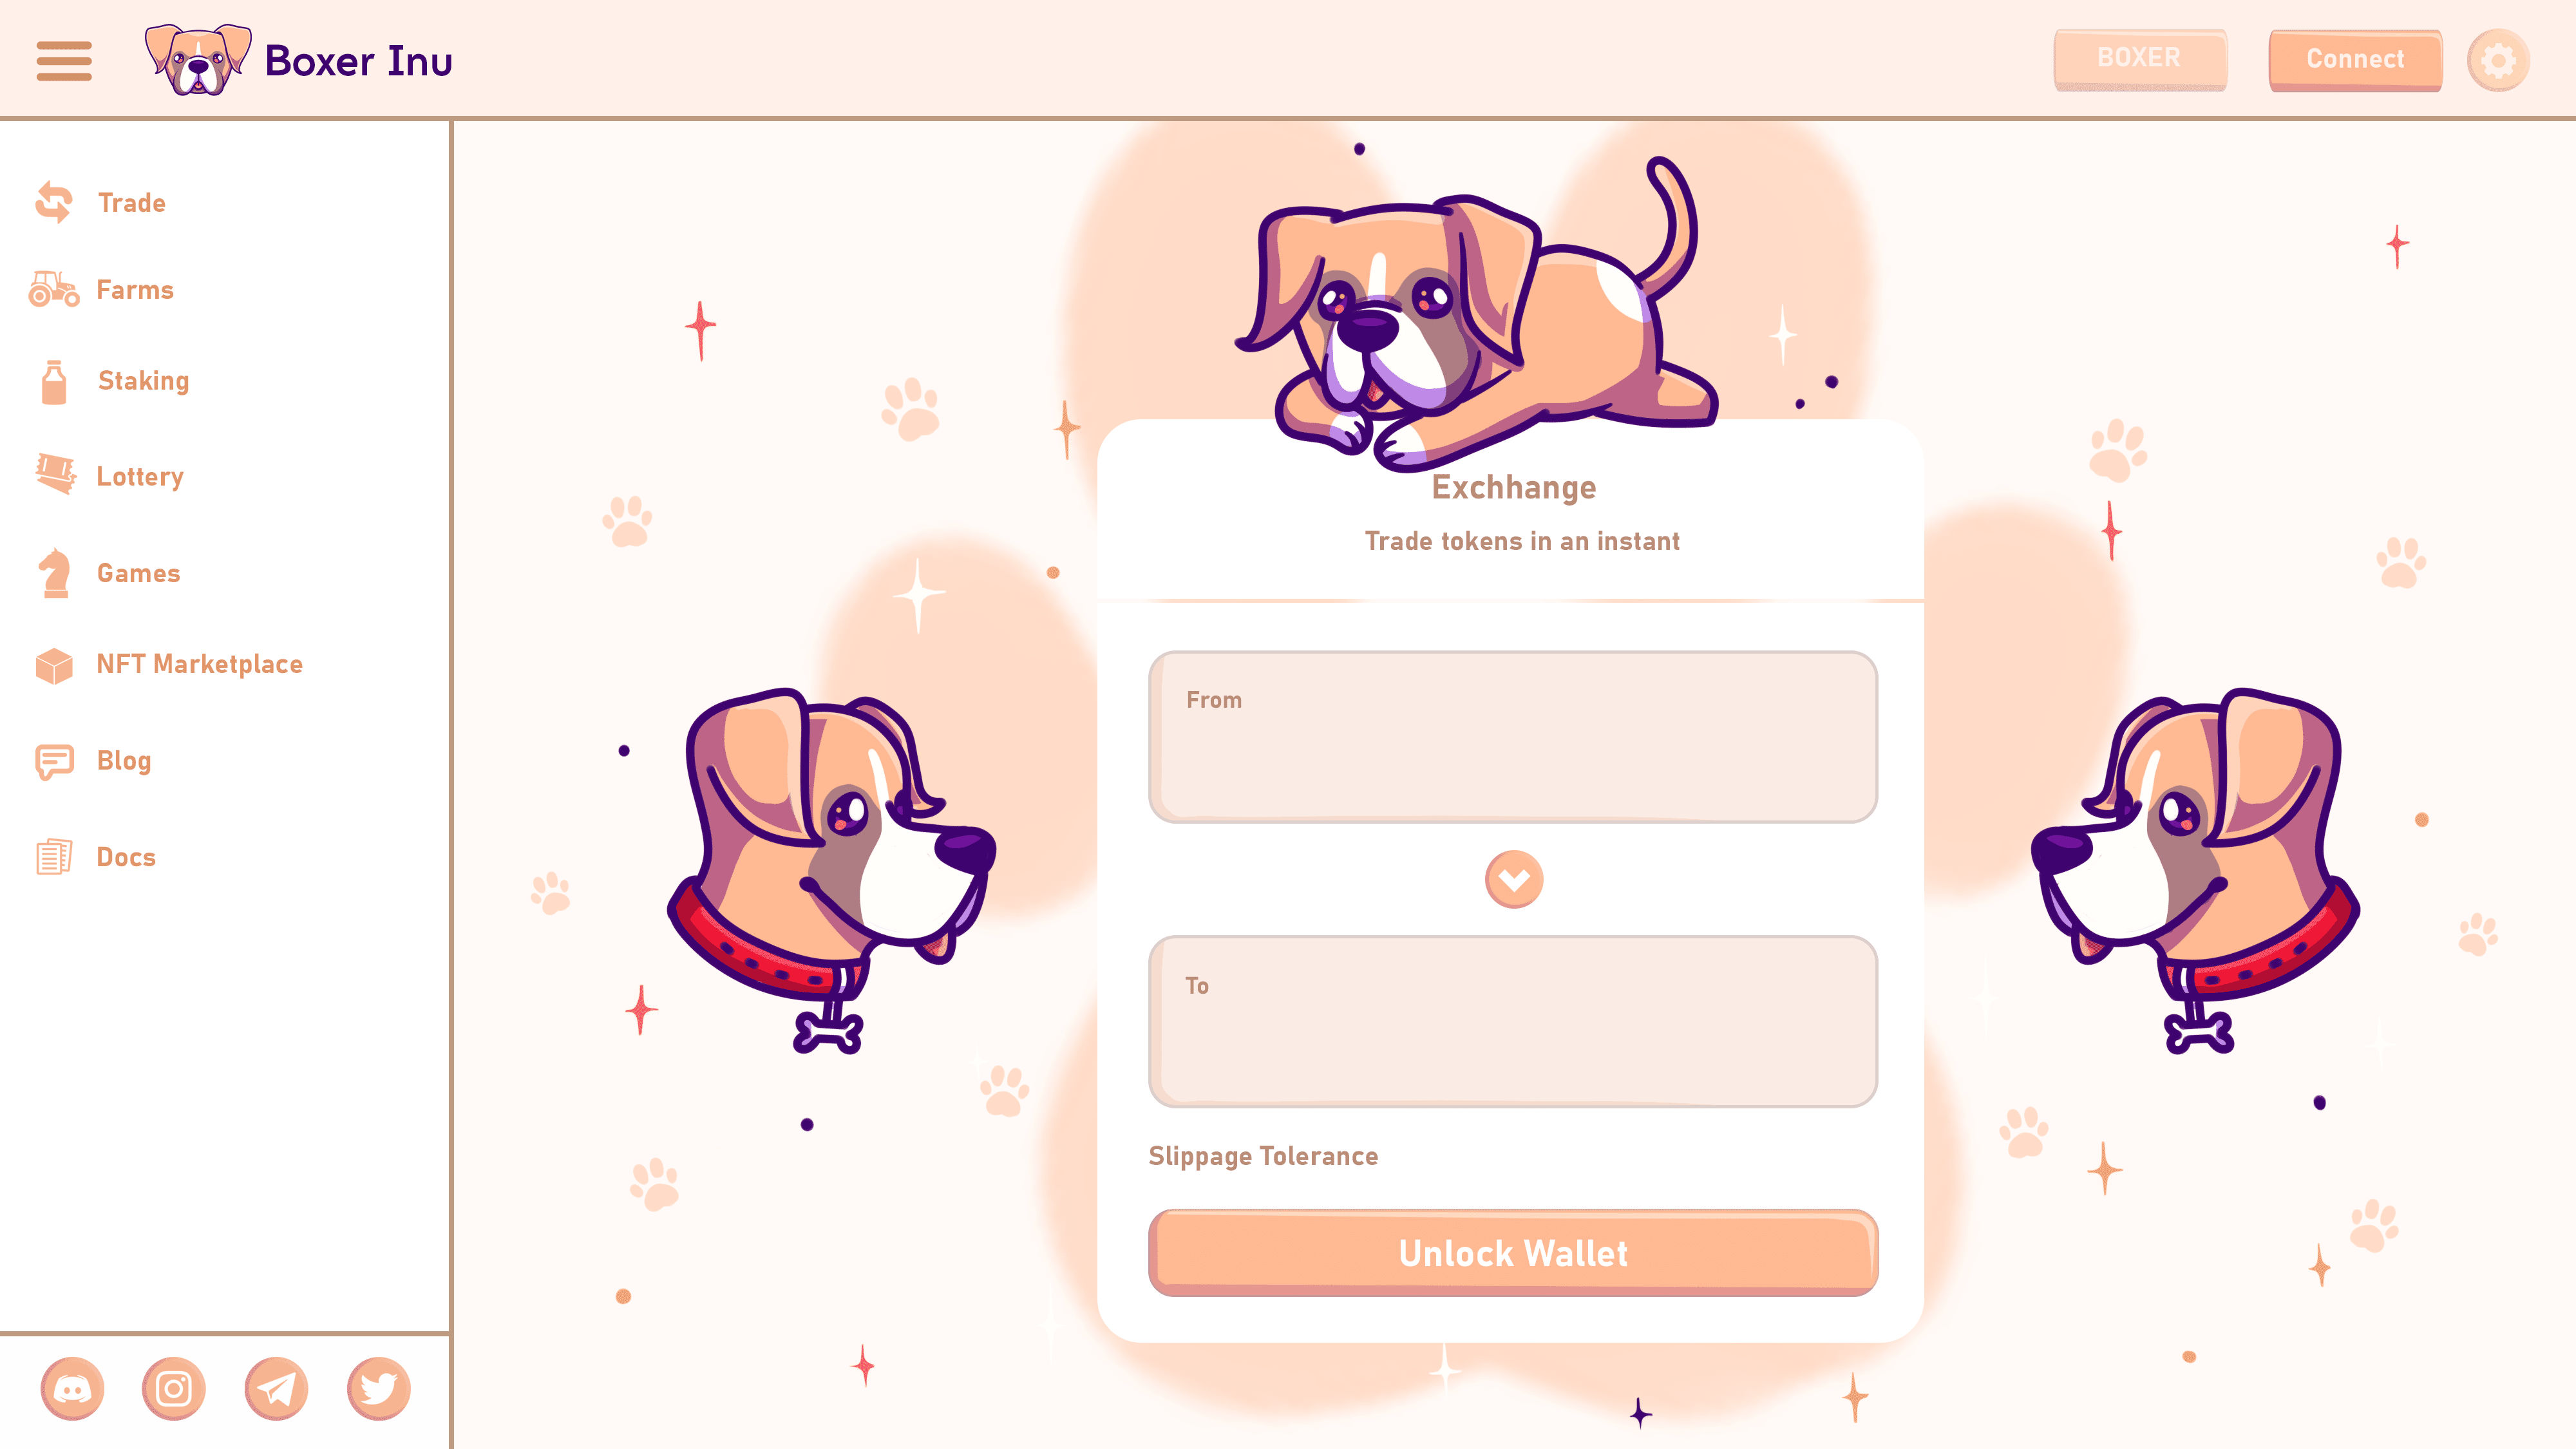 Boxer Inu
BOXER
Connect
Trade
Farms
Staking
Lottery
Games
NFT Marketplace
Blog
Docs
Exchhange
Trade tokens in an instant
From
To
Slippage Tolerance
Unlock Wallet